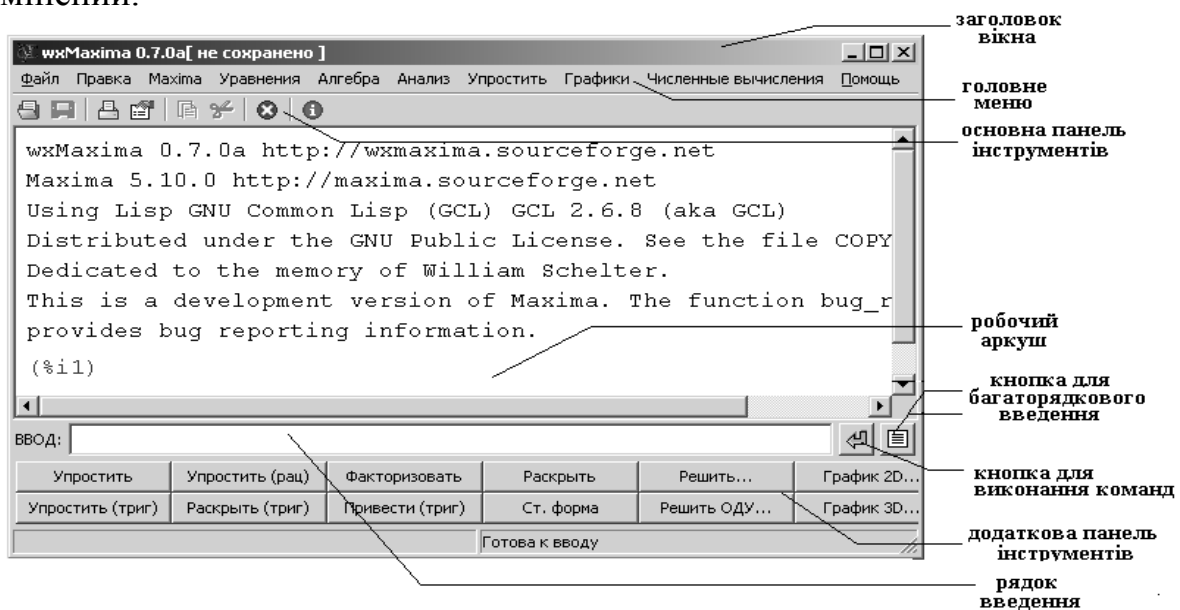 заголовок
вікна
wxMaxima 0.7.0a[ не сохранено ]
Файл Правка Maxima Уравнения Алгебра Анализ Упростить Графики Численные вычисления Помощь
головне
меню
основна панель
інструментів
wxMaxima 0.7.0a http://wxmaxima.sourceforge.net
Maxima 5.10.0 http://maxima.sourceforge.net
Using Lisp GNU Common Lisp (GCL) GCL 2.6.8 (aka GCL)
Distributed under the GNU Public License. See the file COPY
Dedicated to the memory of William Schelter.
This is a development version of Maxima. The function bug_r
provides bug reporting information.
(%i1)
робочий
аркуш
кнопка для
багаторядкового
введення
ВВОД:
Упростить Упростить (рац) Факторизовать Раскрыть Решить... График 2D...
Упростить (триг) Раскрыть (триг) Привести (триг) Ст. форма Решить ОДУ... График 3D...
кнопка для
виконання команд
Готова к вводу
додаткова панель
інструментів
рядок
введення